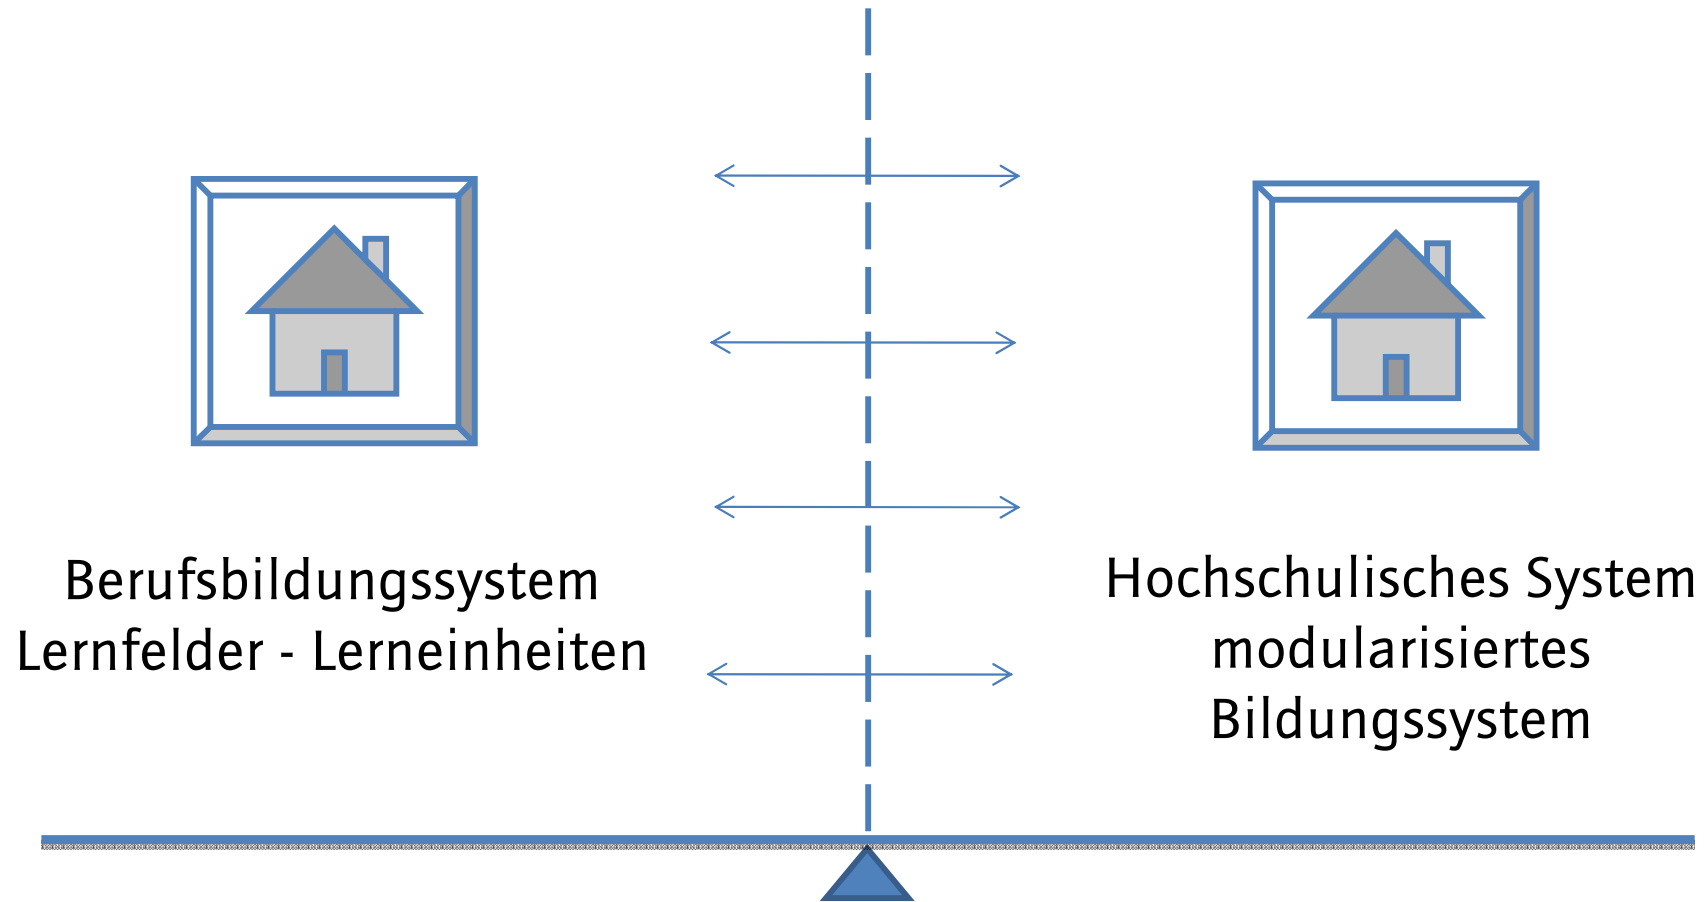 Berufsbildungssystem
Lernfelder - Lerneinheiten
Hochschulisches System
modularisiertes
Bildungssystem